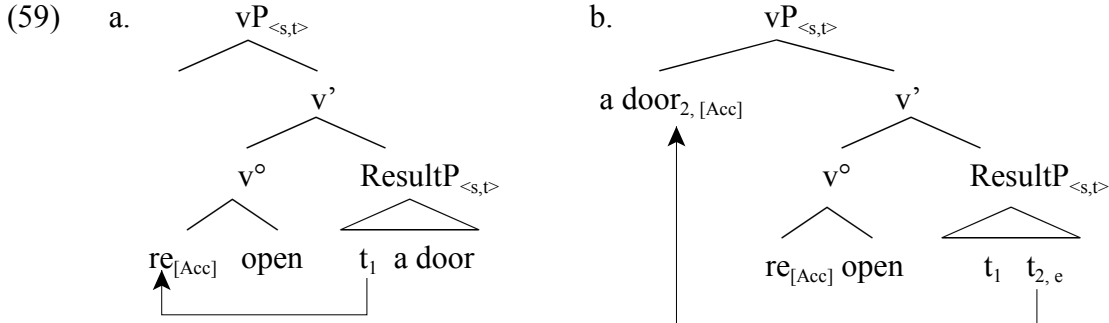 (59) a. vP<s,t> b. vP<s,t>
a door2, [Acc]
v’ v’
v° ResultP<s,t> v° ResultP<s,t>
re[Acc] open t1 a door re[Acc] open t1 t2, e